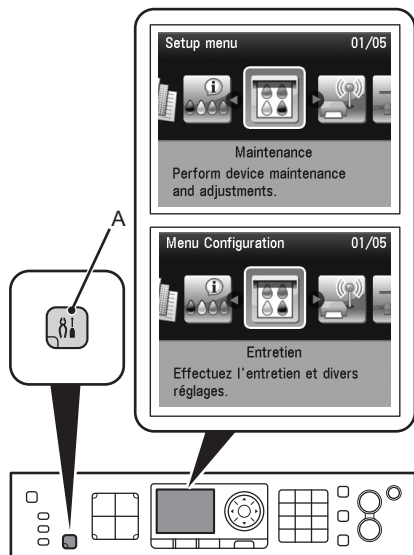 Setup menu 01/05
Maintenance
Perform device maintenance
and adjustments.
A
Menu Configuration 01/05
Entretien
Effectuez l'entretien et divers
réglages.